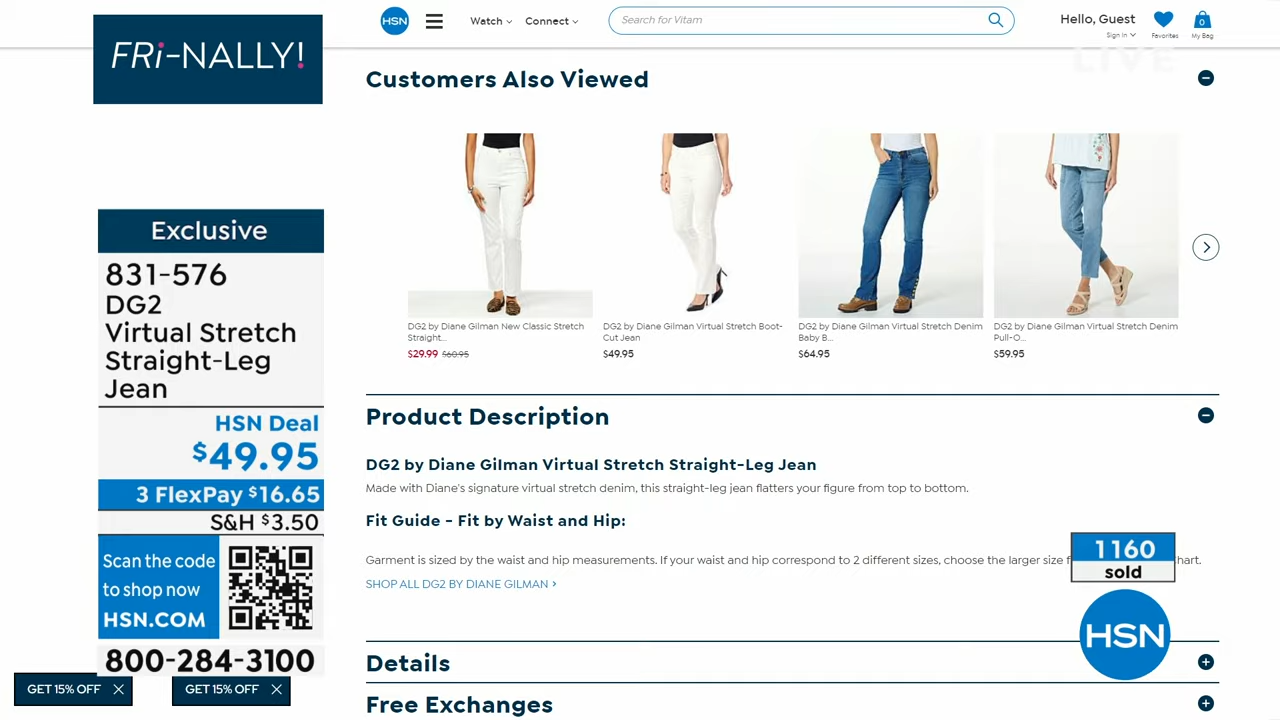 FRi-NALLY!
HSN
Watch
Connect
Search for Vitam
Hello, Guest
Sign In
Favorites
0
My Bag
LIVE
Customers Also Viewed
DG2 by Diane Gilman New Classic Stretch
Straight...
$29.99 $60.95
DG2 by Diane Gilman Virtual Stretch Boot-
Cut Jean
$49.95
DG2 by Diane Gilman Virtual Stretch Denim
Baby B...
$64.95
DG2 by Diane Gilman Virtual Stretch Denim
Pull-O...
$59.95
Exclusive
831-576
DG2
Virtual Stretch
Straight-Leg
Jean
HSN Deal
$49.95
3 FlexPay $16.65
S&H $3.50
Scan the code
to shop now
HSN.COM
800-284-3100
GET 15% OFF
GET 15% OFF
Product Description
DG2 by Diane Gilman Virtual Stretch Straight-Leg Jean
Made with Diane's signature virtual stretch denim, this straight-leg jean flatters your figure from top to bottom.
Fit Guide - Fit by Waist and Hip:
Garment is sized by the waist and hip measurements. If your waist and hip correspond to 2 different sizes, choose the larger size f hart.
SHOP ALL DG2 BY DIANE GILMAN >
1160
sold
HSN
Details
Free Exchanges